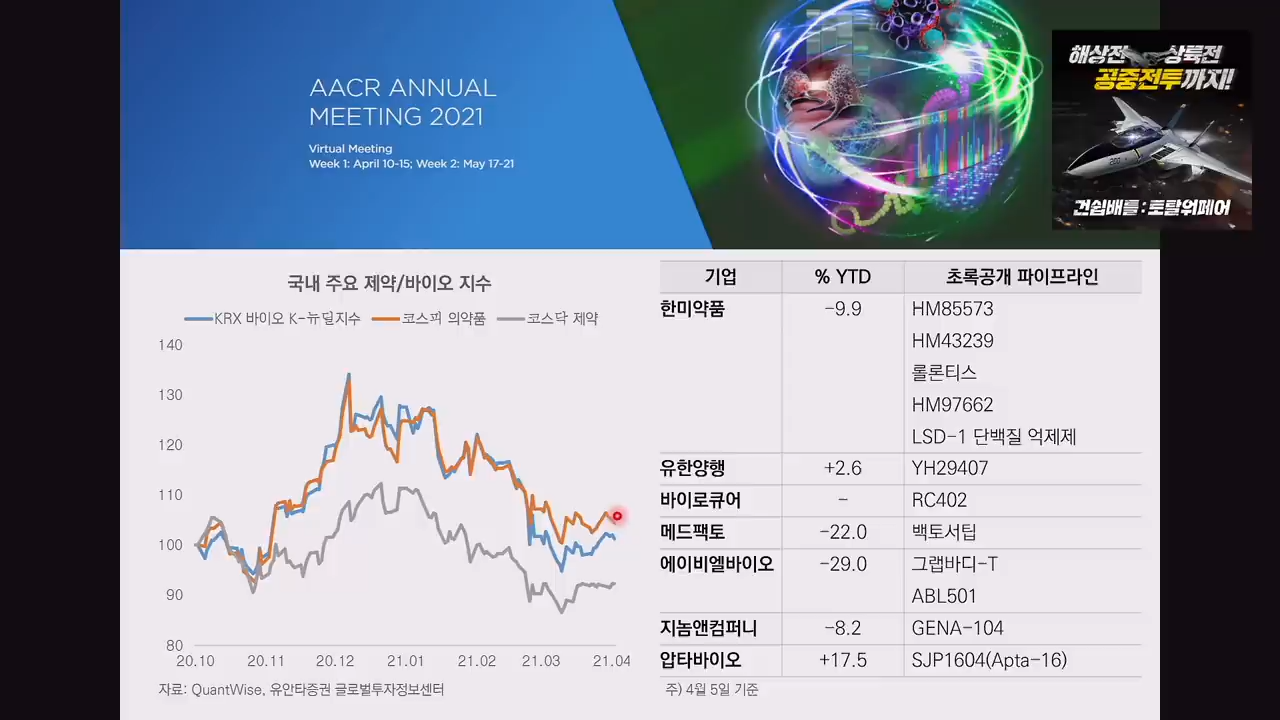 AACR ANNUAL
MEETING 2021
Virtual Meeting
Week 1: April 10-15; Week 2: May 17-21
해상전 상륙전
공중전투까지!
건쉽배틀:토탈워페어
국내 주요 제약/바이오 지수
KRX 바이오 K-뉴딜지수 코스피 의약품 코스닥 제약
140
130
120
110
100
90
80
20.10 20.11 20.12 21.01 21.02 21.03 21.04
자료: QuantWise, 유안타증권 글로벌투자정보센터
기업 % YTD 초록공개 파이프라인
한미약품 -9.9 HM85573
HM43239
롤론티스
HM97662
LSD-1 단백질 억제제
유한양행 +2.6 YH29407
바이로큐어 - RC402
메드팩토 -22.0 백토서팁
에이비엘바이오 -29.0 그랩바디-T
ABL501
지놈앤컴퍼니 -8.2 GENA-104
압타바이오 +17.5 SJP1604(Apta-16)
주) 4월 5일 기준